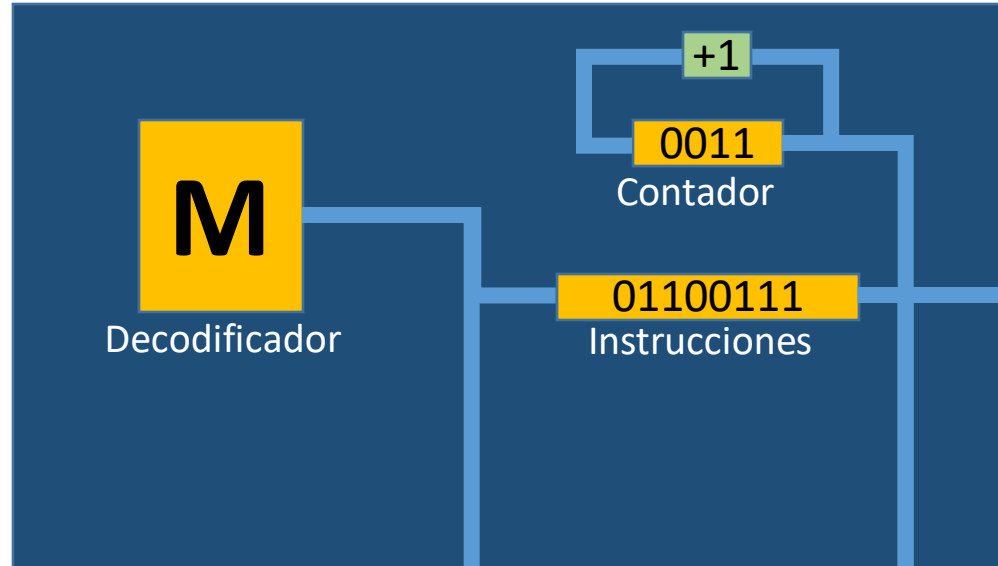 +1
0011
Contador
M
Decodificador
01100111
Instrucciones